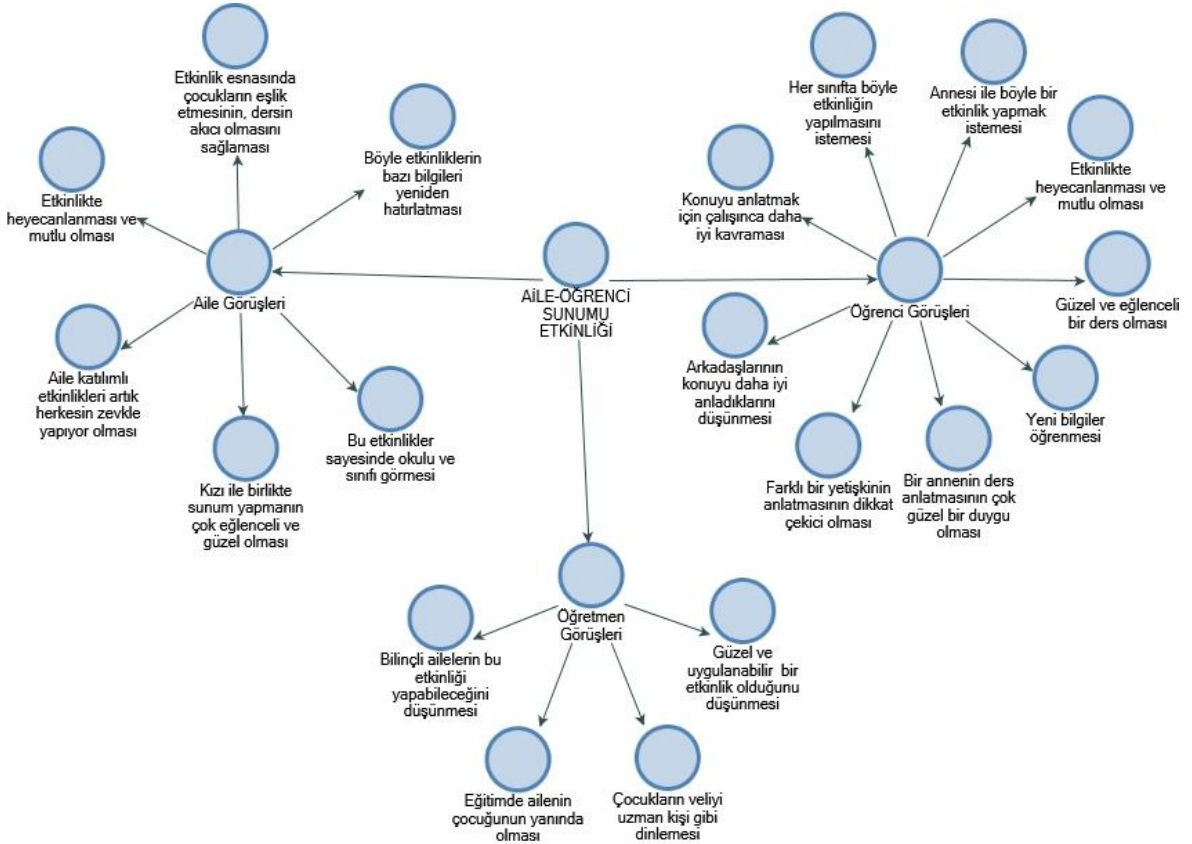 Etkinlik esnasında
çocukların eşlik
etmesinin, dersin
akıcı olmasını
sağlaması
Böyle etkinliklerin
bazı bilgileri
yeniden
hatırlatması
Etkinlikte
heyecanlanması ve
mutlu olması
Aile Görüşleri
Aile katılımlı
etkinlikleri artık
herkesin zevkle
yapıyor olması
Kızı ile birlikte
sunum yapmanın
çok eğlenceli ve
güzel olması
Bu etkinlikler
sayesinde okulu ve
sınıfı görmesi
AİLE-ÖĞRENCİ
SUNUMU
ETKİNLİĞİ
Her sınıfta böyle
etkinliğin
yapılmasını
istemesi
Annesi ile böyle bir
etkinlik yapmak
istemesi
Etkinlikte
heyecanlanması ve
mutlu olması
Konuyu anlatmak
için çalışınca daha
iyi kavraması
Öğrenci Görüşleri
Güzel ve eğlenceli
bir ders olması
Arkadaşlarının
konuyu daha iyi
anladıklarını
düşünmesi
Yeni bilgiler
öğrenmesi
Farklı bir yetişkinin
anlatmasının dikkat
çekici olması
Bir annenin ders
anlatmasının çok
güzel bir duygu
olması
Öğretmen
Görüşleri
Bilinçli ailelerin bu
etkinliği
yapabileceğini
düşünmesi
Güzel ve
uygulanabilir bir
etkinlik olduğunu
düşünmesi
Eğitimde ailenin
çocuğunun yanında
olması
Çocukların veliyi
uzman kişi gibi
dinlemesi